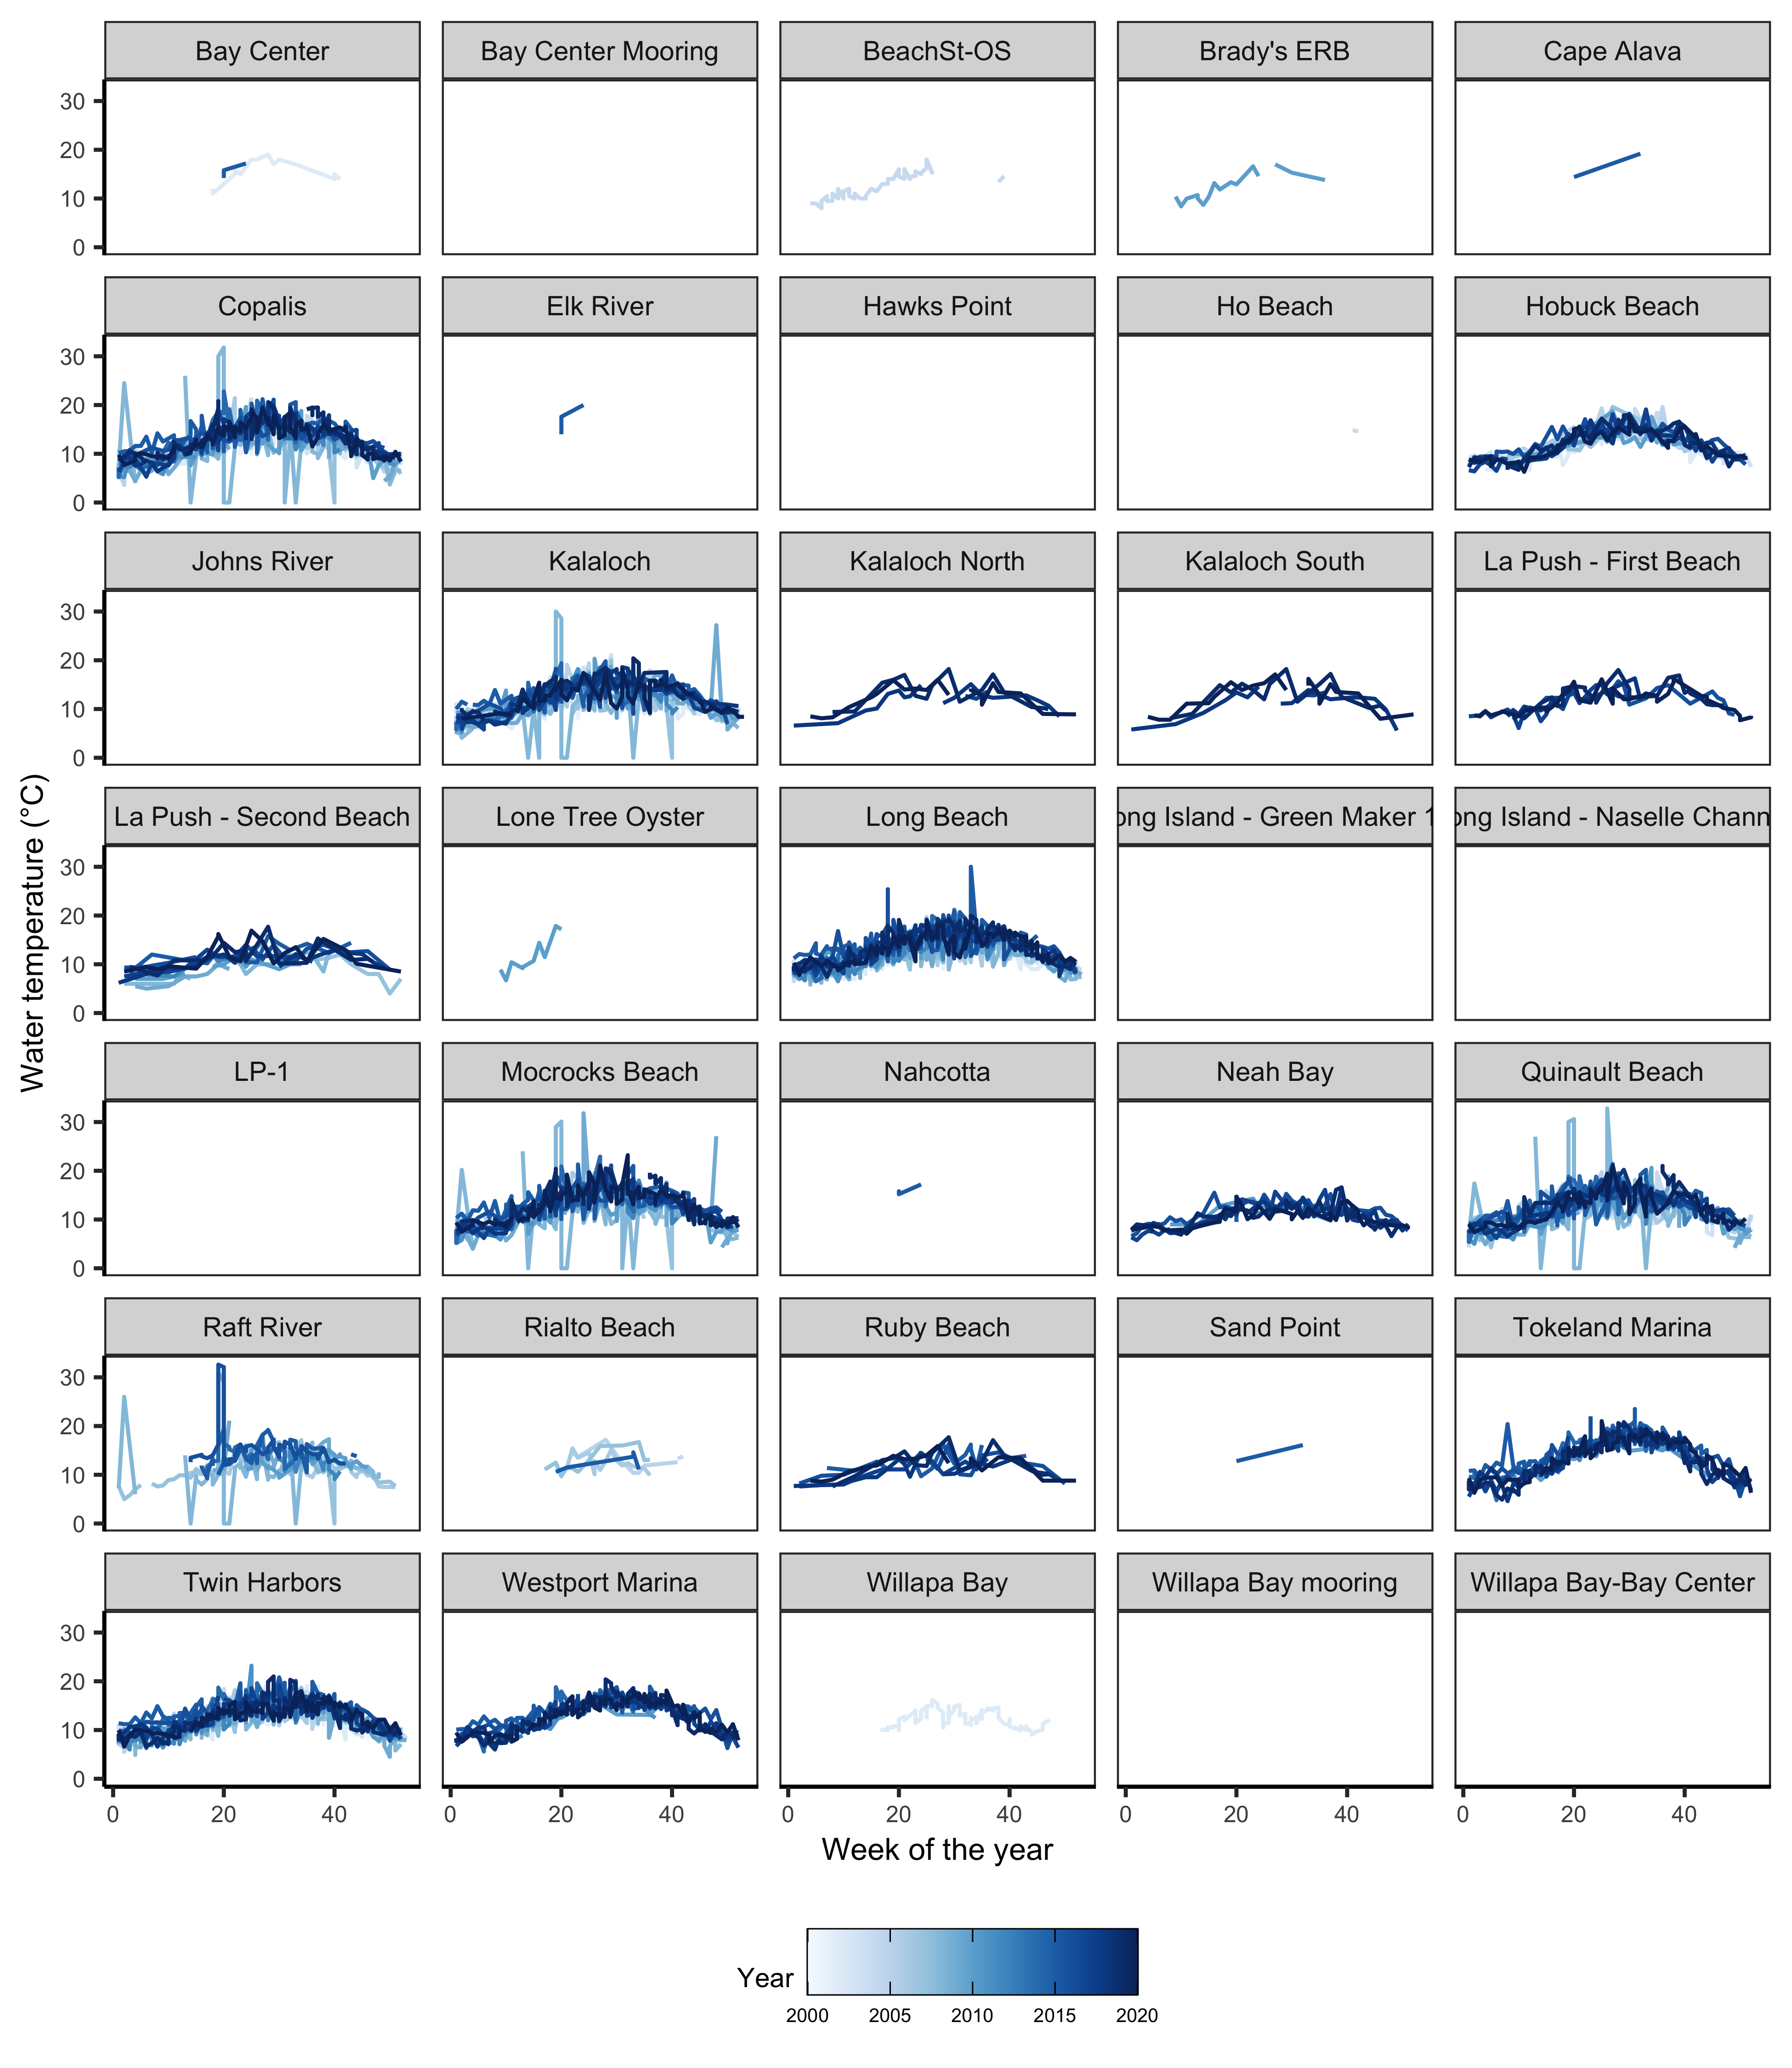 Bay Center
Bay Center Mooring
BeachSt-OS
Brady's ERB
Cape Alava
30
20
10
0
Copalis
Elk River
Hawks Point
Ho Beach
Hobuck Beach
30
20
10
0
Johns River
Kalaloch
Kalaloch North
Kalaloch South
La Push - First Beach
30
20
10
0
La Push - Second Beach
Lone Tree Oyster
Long Beach
ong Island - Green Maker 1
ong Island - Naselle Chann
30
20
10
0
LP-1
Mocrocks Beach
Nahcotta
Neah Bay
Quinault Beach
30
20
10
0
Raft River
Rialto Beach
Ruby Beach
Sand Point
Tokeland Marina
30
20
10
0
Twin Harbors
Westport Marina
Willapa Bay
Willapa Bay mooring
Willapa Bay-Bay Center
30
20
10
0
0 20 40
0 20 40
0 20 40
0 20 40
0 20 40
Water temperature (°C)
Week of the year
Year
2000 2005 2010 2015 2020